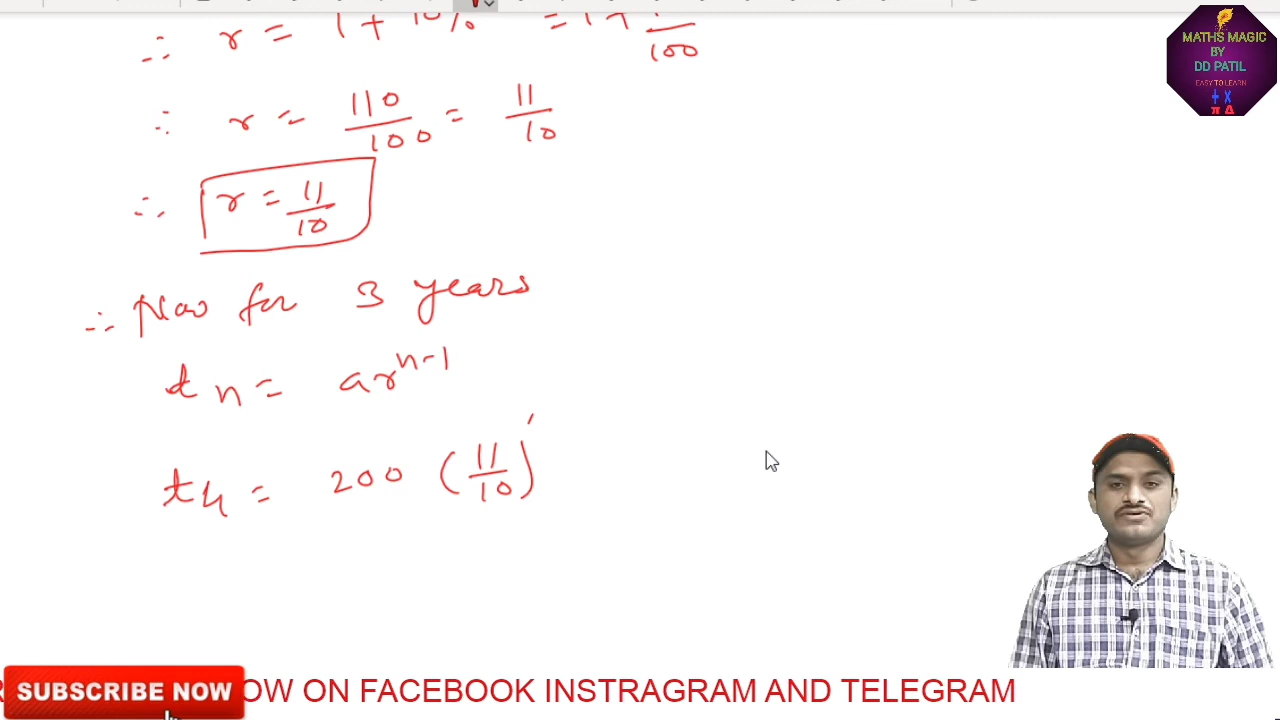 ∴ r = 1 + 10% = 1 + /100
∴ r = 110/100 = 11/10
∴ r = 11/10
∴ Now for 3 years
tn = ar^n-1
t4 = 200 (11/10)
MATHS MAGIC
BY
DD PATIL
EASY TO LEARN
+ X
π Δ
SUBSCRIBE NOW
OW ON FACEBOOK INSTRAGRAM AND TELEGRAM